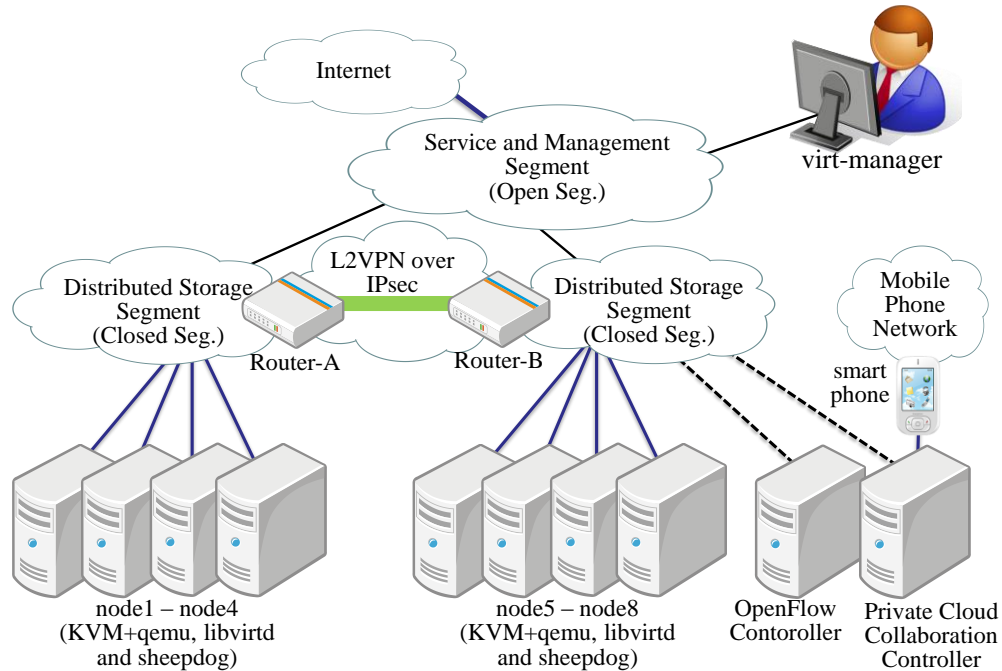 Internet
Service and Management
Segment
(Open Seg.)
virt-manager
L2VPN over
IPsec
Distributed Storage
Segment
(Closed Seg.)
Router-A
Router-B
Distributed Storage
Segment
(Closed Seg.)
Mobile
Phone
Network
smart
phone
node1 – node4
(KVM+qemu, libvirtd
and sheepdog)
node5 – node8
(KVM+qemu, libvirtd
and sheepdog)
OpenFlow
Contoroller
Private Cloud
Collaboration
Controller